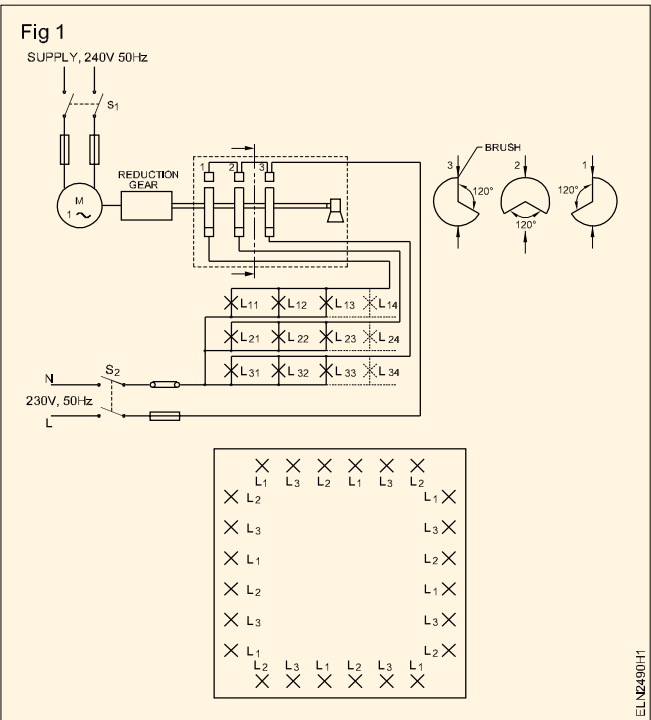 Fig 1
SUPPLY, 240V 50Hz
S1
M
1 ~
REDUCTION
GEAR
1 2 3
BRUSH
3 2 1
120° 120° 120°
L11 L12 L13 L14
L21 L22 L23 L24
L31 L32 L33 L34
N S2
230V, 50Hz
L
L1 L3 L2 L1 L3 L2
L2 L1
L3 L3
L1 L2
L2 L1
L3 L3
L1 L2
L2 L3 L1 L2 L3 L1
ELN2490H1